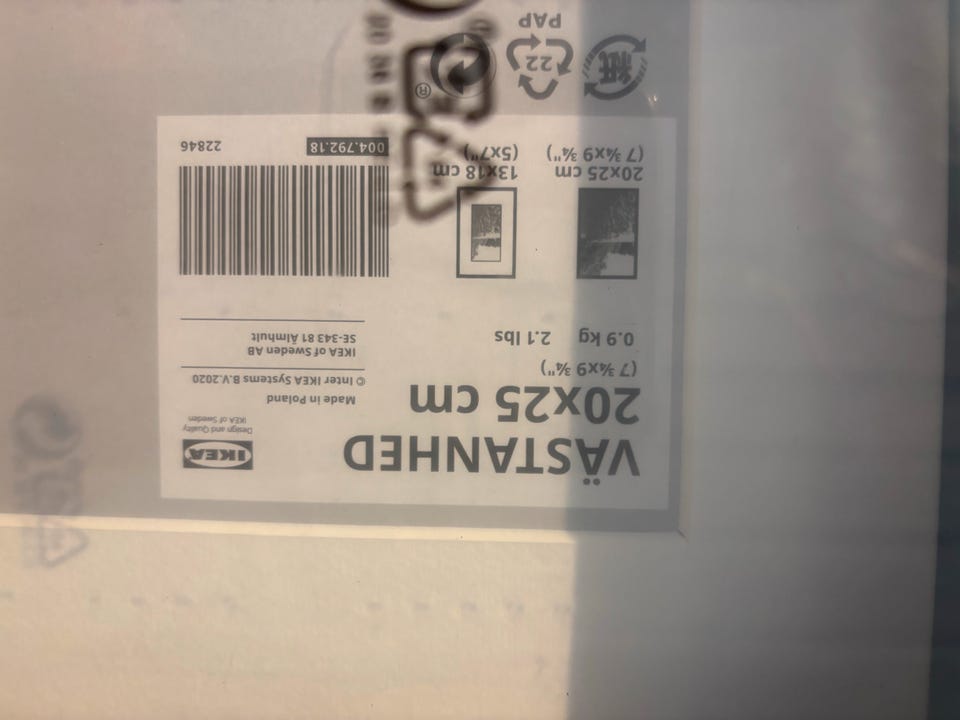 VÄSTANHED
20x25 cm
(7 ¾x9 ¾")
0.9 kg 2.1 lbs
20x25 cm
(7 ¾x9 ¾")
13x18 cm
(5x7")
IKEA
Design and Quality
IKEA of Sweden
Made in Poland
© Inter IKEA Systems B.V.2020
IKEA of Sweden AB
SE-343 81 Älmhult
004.792.18
22846
紙
22
PAP